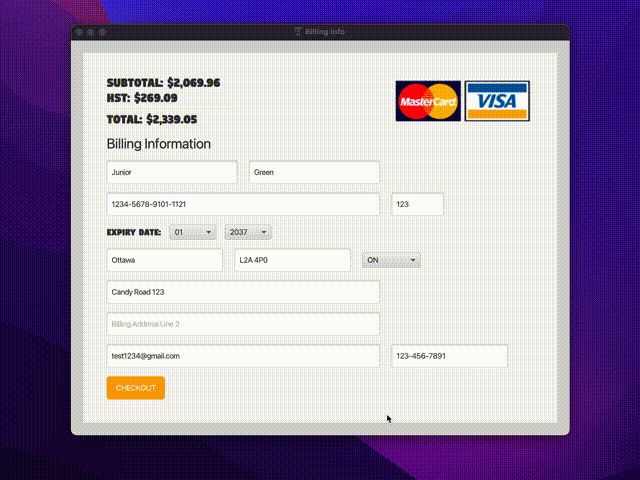 Billing Info
SUBTOTAL: $2,069.96
HST: $269.09
TOTAL: $2,339.05
MasterCard VISA
Billing Information
Junior Green
1234-5678-9101-1121 123
EXPIRY DATE: 01 2037
Ottawa L2A 4P0 ON
Candy Road 123
Billing Address Line 2
test1234@gmail.com 123-456-7891
CHECKOUT